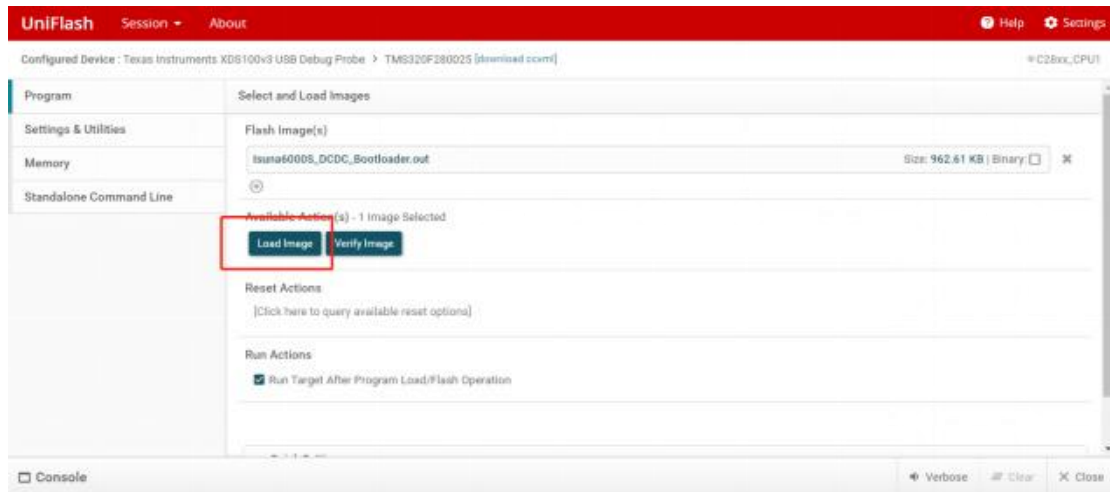 UniFlash Session About Help Settings
Configured Device : Texas Instruments XDS100v3 USB Debug Probe > TMS320F280025 [download ccxml] C28xx_CPU1
Program
Settings & Utilities
Memory
Standalone Command Line
Select and Load Images
Flash Image(s)
tsuna6000S_DCDC_Bootloader.out Size: 962.61 KB | Binary:
Available Action(s) - 1 Image Selected
Load Image Verify Image
Reset Actions
[Click here to query available reset options]
Run Actions
Run Target After Program Load/Flash Operation
Console Verbose Clear Close